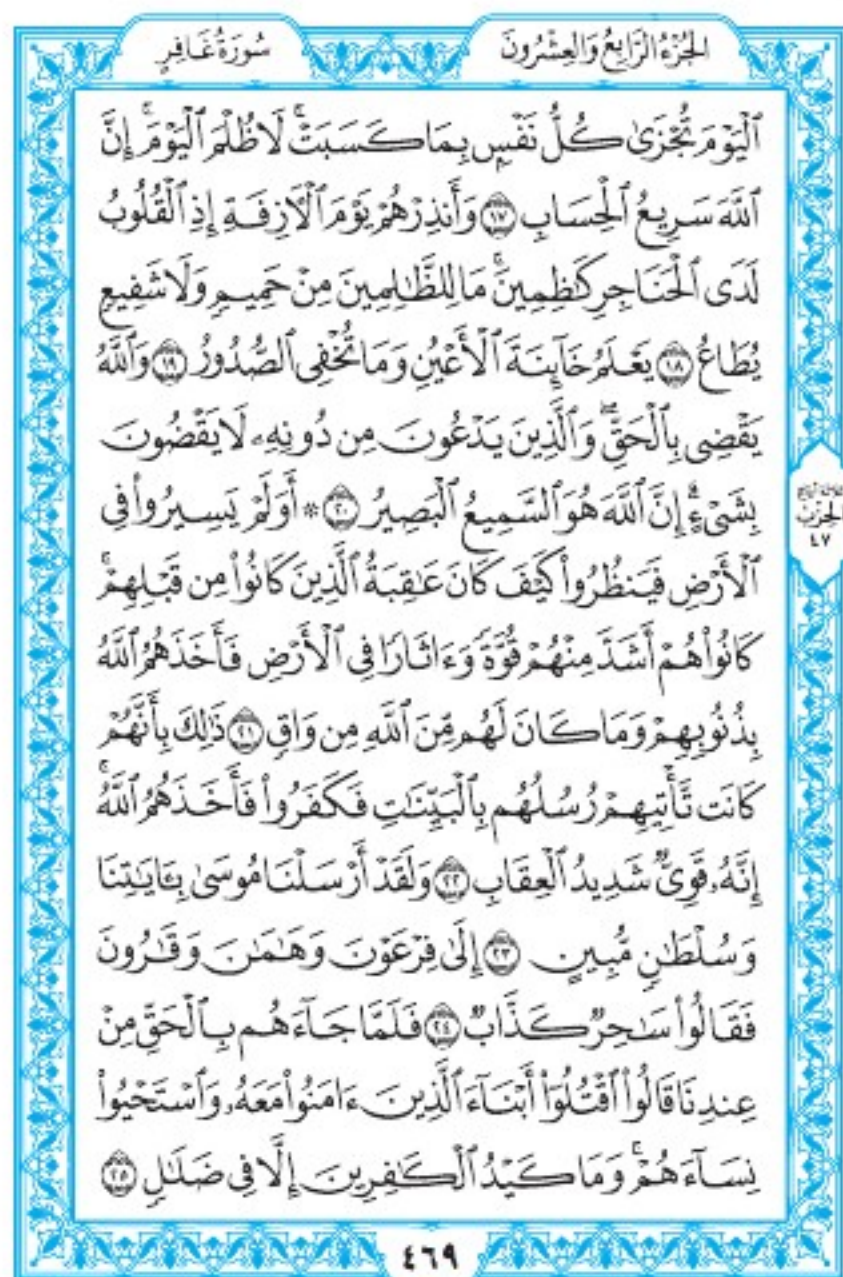 الجُزْءُ الرَّابِعُ وَالعِشْرُونَ
سُورَةُ غَافِرٍ
ٱلۡيَوۡمَ تُجۡزَىٰ كُلُّ نَفۡسِۭ بِمَا كَسَبَتۡۚ لَا ظُلۡمَ ٱلۡيَوۡمَۚ إِنَّ
ٱللَّهَ سَرِيعُ ٱلۡحِسَابِ ۝١٧ وَأَنذِرۡهُمۡ يَوۡمَ ٱلۡأٓزِفَةِ إِذِ ٱلۡقُلُوبُ
لَدَى ٱلۡحَنَاجِرِ كَٰظِمِينَۚ مَا لِلظَّٰلِمِينَ مِنۡ حَمِيمٖ وَلَا شَفِيعٖ
يُطَاعُ ۝١٨ يَعۡلَمُ خَآئِنَةَ ٱلۡأَعۡيُنِ وَمَا تُخۡفِي ٱلصُّدُورُ ۝١٩ وَٱللَّهُ
يَقۡضِي بِٱلۡحَقِّۖ وَٱلَّذِينَ يَدۡعُونَ مِن دُونِهِۦ لَا يَقۡضُونَ
بِشَيۡءٍۗ إِنَّ ٱللَّهَ هُوَ ٱلسَّمِيعُ ٱلۡبَصِيرُ ۝٢٠ ۞ أَوَلَمۡ يَسِيرُواْ فِي
ٱلۡأَرۡضِ فَيَنظُرُواْ كَيۡفَ كَانَ عَٰقِبَةُ ٱلَّذِينَ كَانُواْ مِن قَبۡلِهِمۡۚ
كَانُواْ هُمۡ أَشَدَّ مِنۡهُمۡ قُوَّةٗ وَءَاثَارٗا فِي ٱلۡأَرۡضِ فَأَخَذَهُمُ ٱللَّهُ
بِذُنُوبِهِمۡ وَمَا كَانَ لَهُم مِّنَ ٱللَّهِ مِن وَاقٖ ۝٢١ ذَٰلِكَ بِأَنَّهُمۡ
كَانَت تَّأۡتِيهِمۡ رُسُلُهُم بِٱلۡبَيِّنَٰتِ فَكَفَرُواْ فَأَخَذَهُمُ ٱللَّهُۚ
إِنَّهُۥ قَوِيّٞ شَدِيدُ ٱلۡعِقَابِ ۝٢٢ وَلَقَدۡ أَرۡسَلۡنَا مُوسَىٰ بِـَٔايَٰتِنَا
وَسُلۡطَٰنٖ مُّبِينٍ ۝٢٣ إِلَىٰ فِرۡعَوۡنَ وَهَٰمَٰنَ وَقَٰرُونَ
فَقَالُواْ سَٰحِرٞ كَذَّابٞ ۝٢٤ فَلَمَّا جَآءَهُم بِٱلۡحَقِّ مِنۡ
عِندِنَا قَالُواْ ٱقۡتُلُوٓاْ أَبۡنَآءَ ٱلَّذِينَ ءَامَنُواْ مَعَهُۥ وَٱسۡتَحۡيُواْ
نِسَآءَهُمۡۚ وَمَا كَيۡدُ ٱلۡكَٰفِرِينَ إِلَّا فِي ضَلَٰلٖ ۝٢٥
الحِزْب
٤٧
٤٦٩